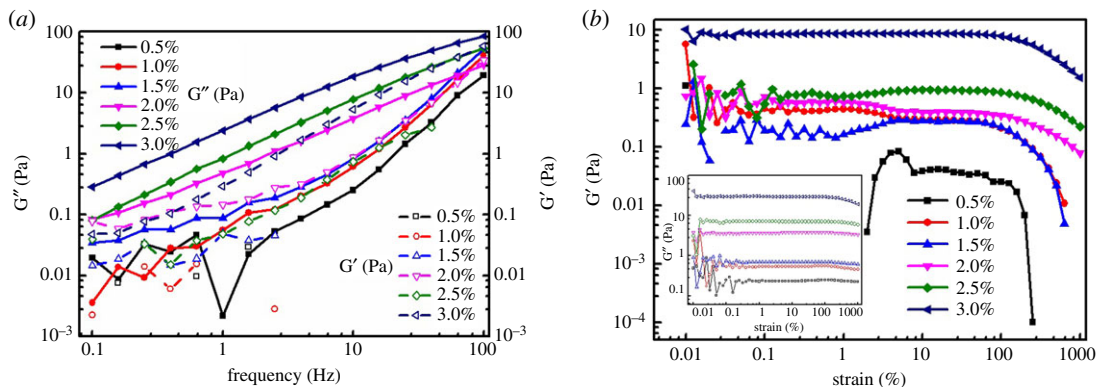 (a)
100
10
1
0.1
0.01
10⁻³
G″ (Pa)
0.5%
1.0%
1.5%
2.0%
2.5%
3.0%
G″ (Pa)
G′ (Pa)
0.5%
1.0%
1.5%
2.0%
2.5%
3.0%
100
10
1
0.1
0.01
10⁻³
G′ (Pa)
0.1 1 10 100
frequency (Hz)
(b)
10
1
0.1
0.01
10⁻³
10⁻⁴
G′ (Pa)
100
10
1
0.1
G″ (Pa)
0.01 0.1 1 10 100 1000
strain (%)
0.5%
1.0%
1.5%
2.0%
2.5%
3.0%
0.01 0.1 1 10 100 1000
strain (%)